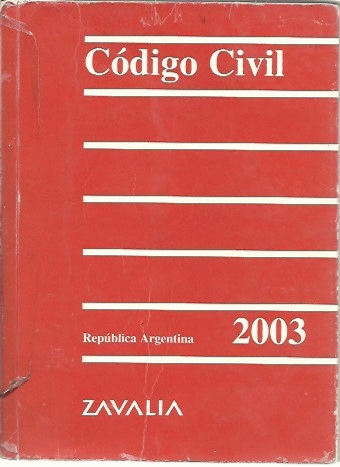 Código Civil
República Argentina 2003
ZAVALIA